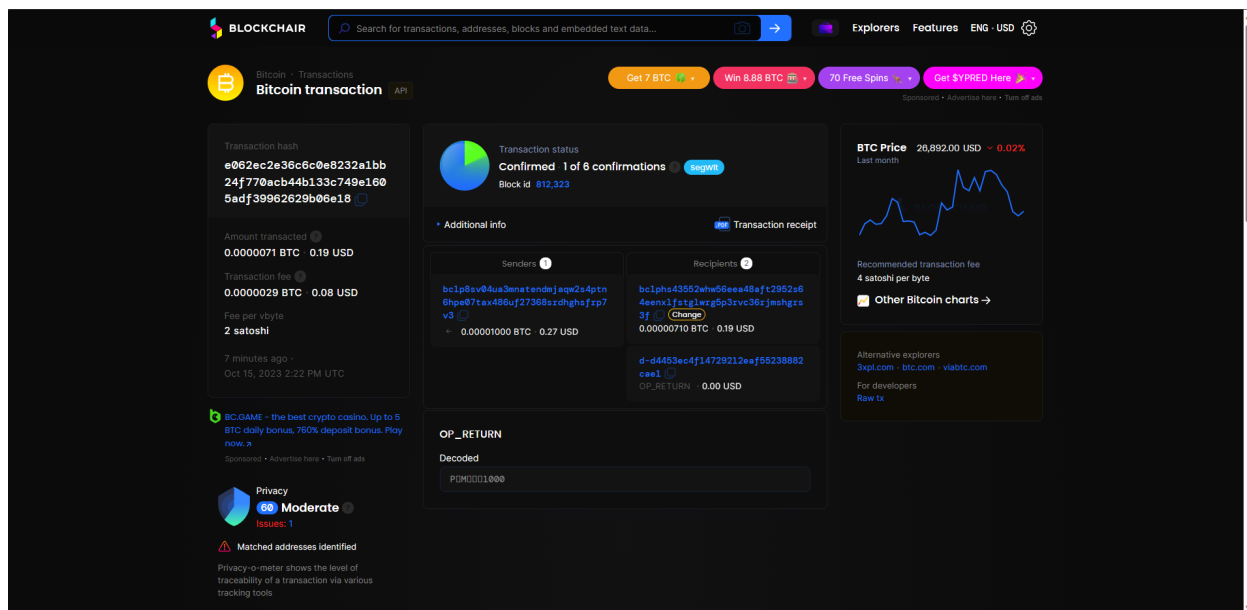 BLOCKCHAIR
Search for transactions, addresses, blocks and embedded text data...
Explorers Features ENG · USD
Bitcoin · Transactions
Bitcoin transaction API
Get 7 BTC
Win 8.88 BTC
70 Free Spins
Get $YPRED Here
Sponsored • Advertise here • Turn off ads
Transaction hash
e062ec2e36c6c0e8232a1bb
24f770acb44b133c749e160
5adf39962629b06e18
Amount transacted
0.0000071 BTC · 0.19 USD
Transaction fee
0.0000029 BTC · 0.08 USD
Fee per vbyte
2 satoshi
7 minutes ago ·
Oct 15, 2023 2:22 PM UTC
BC.GAME - the best crypto casino. Up to 5
BTC daily bonus, 760% deposit bonus. Play
now.
Sponsored • Advertise here • Turn off ads
Privacy
60 Moderate
Issues: 1
Matched addresses identified
Privacy-o-meter shows the level of
traceability of a transaction via various
tracking tools
Transaction status
Confirmed · 1 of 6 confirmations segwit
Block id 812,323
Additional info
PDF Transaction receipt
Senders 1
bc1p8sv04ua3mnatendmjaqw2s4ptn
6hpe07tax486uf27368srdhghsfrp7
v3
0.00001000 BTC · 0.27 USD
Recipients 2
bc1phs43552whw56eea48aft2952s6
4eenxlfstglwrg5p3rvc36rjmshgrs
3f Change
0.00000710 BTC · 0.19 USD
d-d4453ec4f14729212eaf55238882
cae1
OP_RETURN · 0.00 USD
OP_RETURN
Decoded
P▯M▯▯▯1000
BTC Price 26,892.00 USD 0.02%
Last month
Recommended transaction fee
4 satoshi per byte
Other Bitcoin charts →
Alternative explorers
3xpl.com · btc.com · viabtc.com
For developers
Raw tx